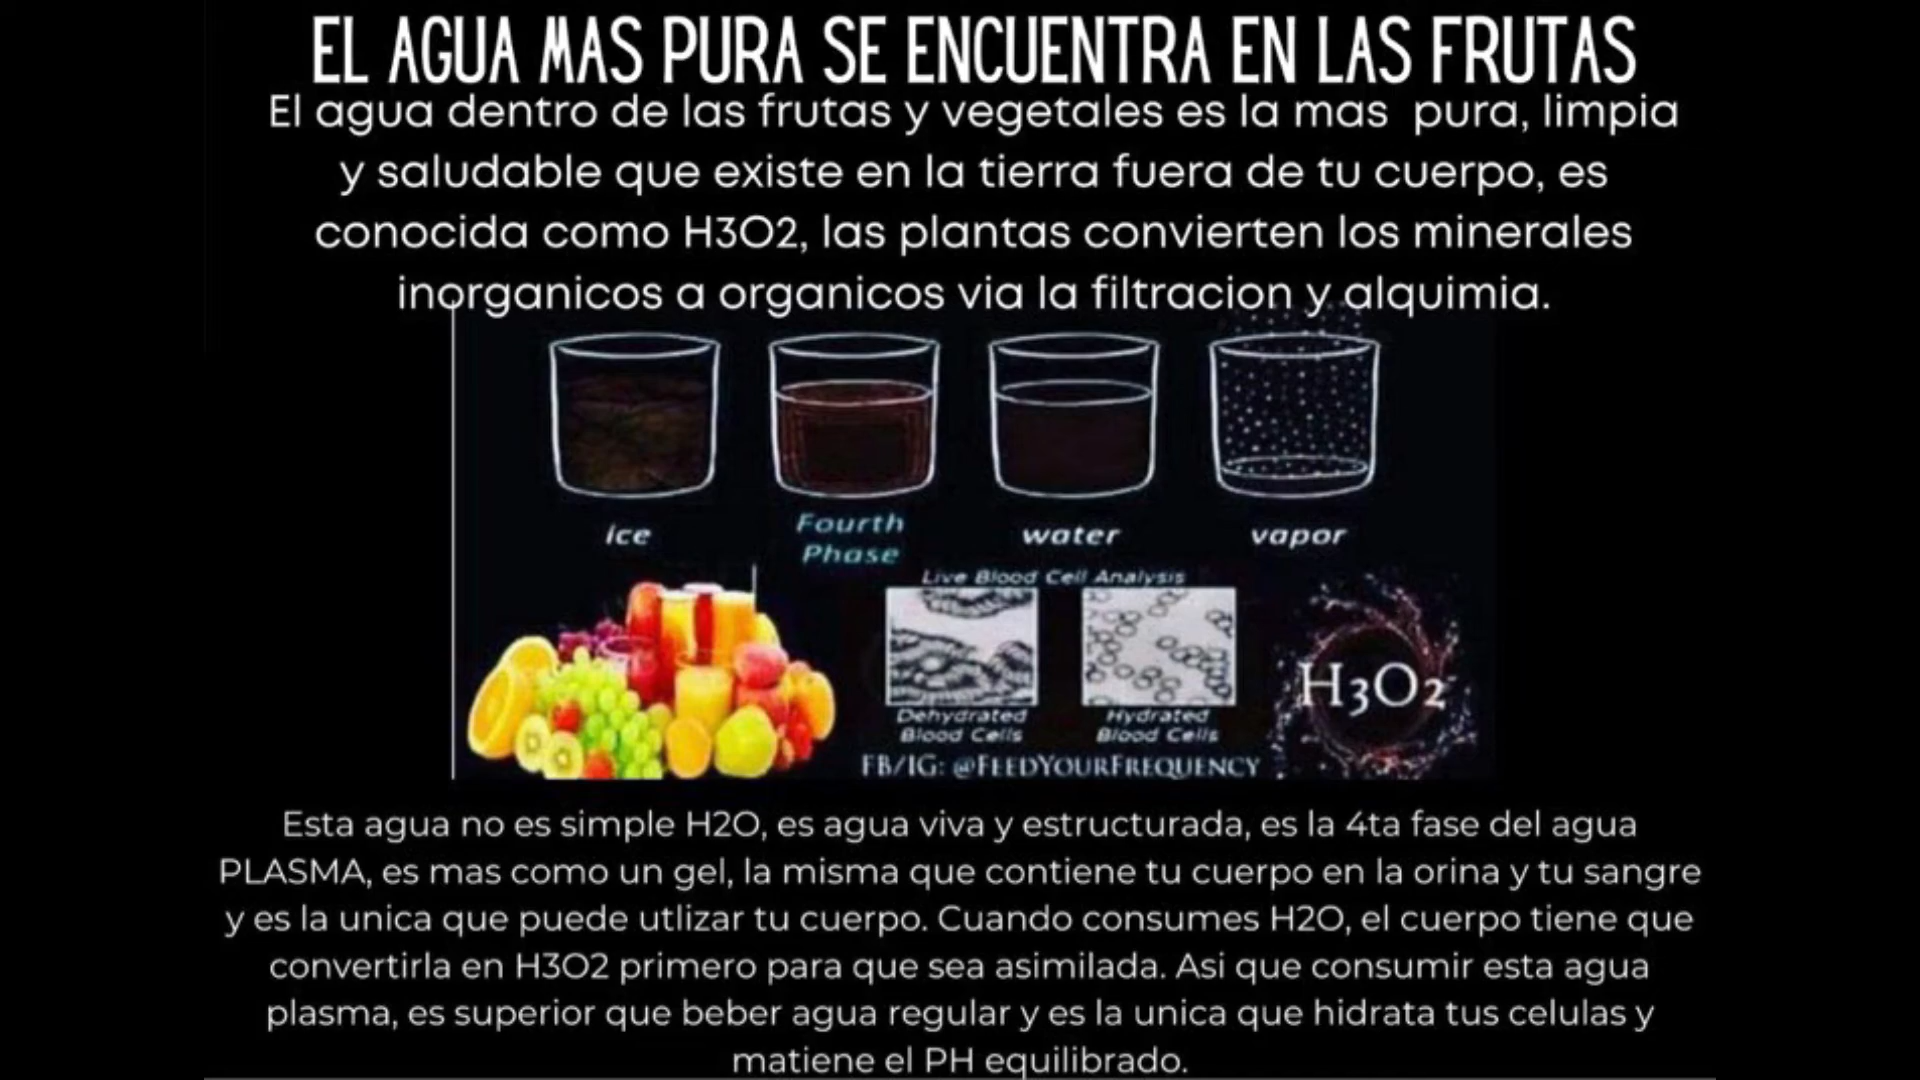 EL AGUA MAS PURA SE ENCUENTRA EN LAS FRUTAS
El agua dentro de las frutas y vegetales es la mas pura, limpia
y saludable que existe en la tierra fuera de tu cuerpo, es
conocida como H3O2, las plantas convierten los minerales
inorganicos a organicos via la filtracion y alquimia.
ice
Fourth
Phase
water
vapor
Live Blood Cell Analysis
Dehydrated
Blood Cells
Hydrated
Blood Cells
H3O2
FB/IG: @FEEDYOURFREQUENCY
Esta agua no es simple H2O, es agua viva y estructurada, es la 4ta fase del agua
PLASMA, es mas como un gel, la misma que contiene tu cuerpo en la orina y tu sangre
y es la unica que puede utlizar tu cuerpo. Cuando consumes H2O, el cuerpo tiene que
convertirla en H3O2 primero para que sea asimilada. Asi que consumir esta agua
plasma, es superior que beber agua regular y es la unica que hidrata tus celulas y
matiene el PH equilibrado.